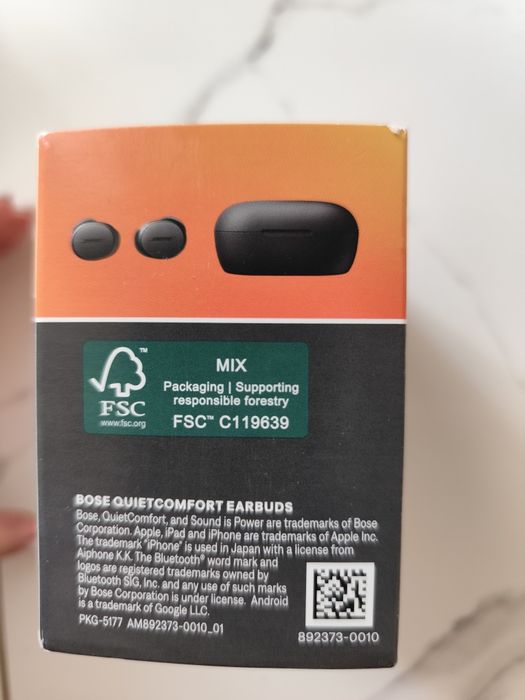 MIX
Packaging | Supporting
responsible forestry
FSC™ C119639
™
FSC
www.fsc.org
BOSE QUIETCOMFORT EARBUDS
Bose, QuietComfort, and Sound is Power are trademarks of Bose
Corporation. Apple, iPad and iPhone are trademarks of Apple Inc.
The trademark "iPhone" is used in Japan with a license from
Aiphone K.K. The Bluetooth® word mark and
logos are registered trademarks owned by
Bluetooth SIG, Inc. and any use of such marks
by Bose Corporation is under license. Android
is a trademark of Google LLC.
PKG-5177 AM892373-0010_01
892373-0010